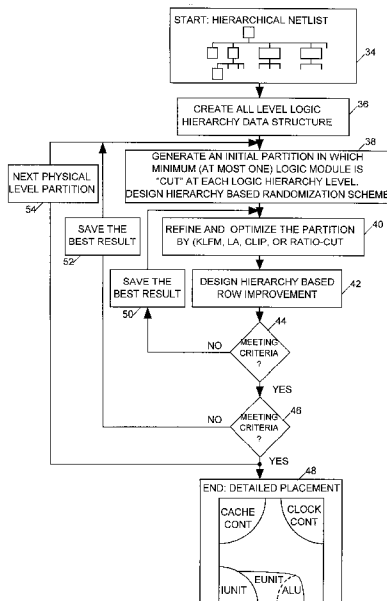 START: HIERARCHICAL NETLIST
34
CREATE ALL LEVEL LOGIC
HIERARCHY DATA STRUCTURE
36
38
GENERATE AN INITIAL PARTITION IN WHICH
MINIMUM (AT MOST ONE) LOGIC MODULE IS
"CUT" AT EACH LOGIC HIERARCHY LEVEL.
DESIGN HIERARCHY BASED RANDOMIZATION SCHEME
NEXT PHYSICAL
LEVEL PARTITION
54
SAVE THE
BEST RESULT
52
40
REFINE AND OPTIMIZE THE PARTITION
BY (KLFM, LA, CLIP, OR RATIO-CUT
SAVE THE
BEST RESULT
50
42
DESIGN HIERARCHY BASED
ROW IMPROVEMENT
44
MEETING
CRITERIA
?
NO
YES
46
MEETING
CRITERIA
?
NO
YES
48
END: DETAILED PLACEMENT
CACHE
CONT
CLOCK
CONT
EUNIT
IUNIT
ALU